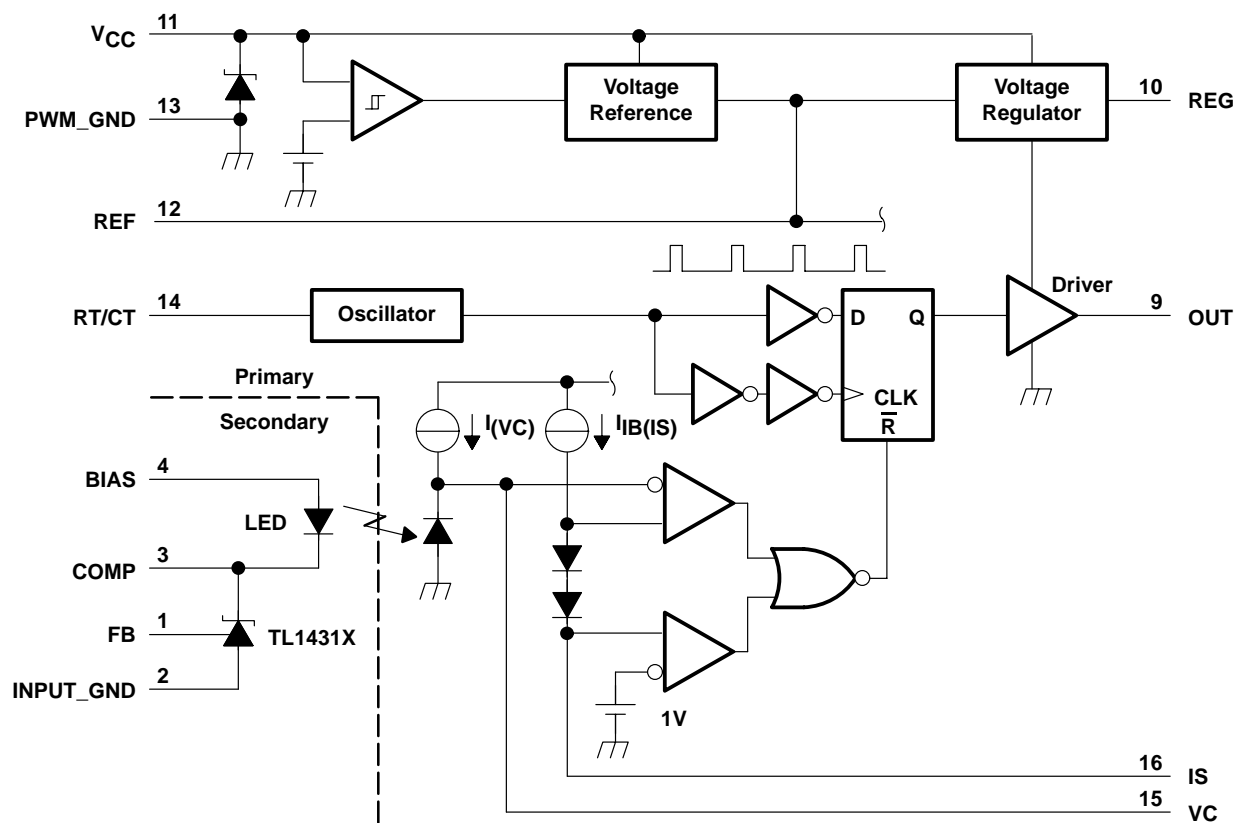 VCC
11
PWM_GND
13
Voltage
Reference
Voltage
Regulator
10
REG
REF
12
RT/CT
14
Oscillator
D
Q
CLK
R
Driver
9
OUT
Primary
Secondary
I(VC)
IIB(IS)
BIAS
4
LED
COMP
3
FB
1
TL1431X
INPUT_GND
2
1V
16
IS
15
VC